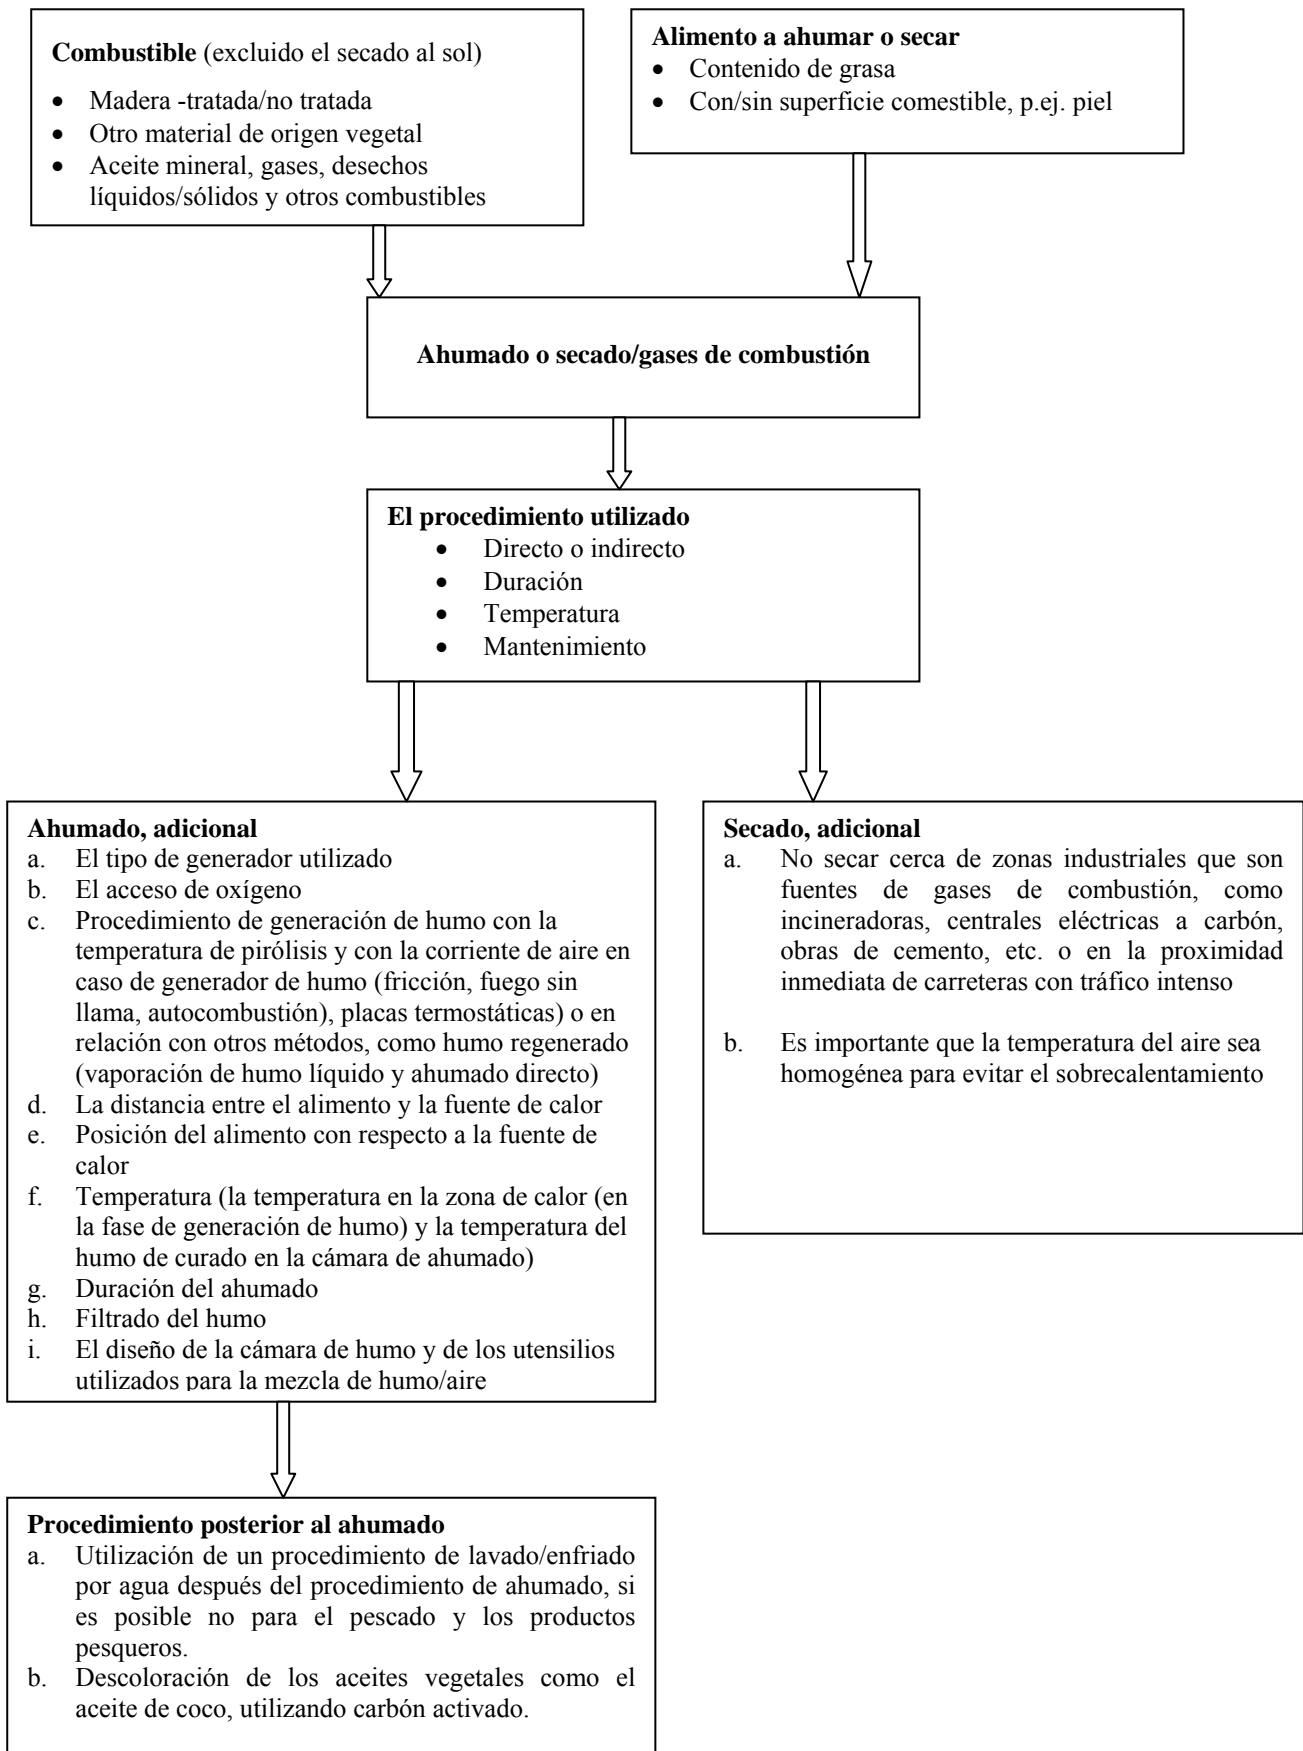 Combustible (excluido el secado al sol)
• Madera -tratada/no tratada
• Otro material de origen vegetal
• Aceite mineral, gases, desechos
líquidos/sólidos y otros combustibles
Alimento a ahumar o secar
• Contenido de grasa
• Con/sin superficie comestible, p.ej. piel
Ahumado o secado/gases de combustión
El procedimiento utilizado
• Directo o indirecto
• Duración
• Temperatura
• Mantenimiento
Ahumado, adicional
a. El tipo de generador utilizado
b. El acceso de oxígeno
c. Procedimiento de generación de humo con la
temperatura de pirólisis y con la corriente de aire en
caso de generador de humo (fricción, fuego sin
llama, autocombustión), placas termostáticas) o en
relación con otros métodos, como humo regenerado
(vaporación de humo líquido y ahumado directo)
d. La distancia entre el alimento y la fuente de calor
e. Posición del alimento con respecto a la fuente de
calor
f. Temperatura (la temperatura en la zona de calor (en
la fase de generación de humo) y la temperatura del
humo de curado en la cámara de ahumado)
g. Duración del ahumado
h. Filtrado del humo
i. El diseño de la cámara de humo y de los utensilios
utilizados para la mezcla de humo/aire
Secado, adicional
a. No secar cerca de zonas industriales que son
fuentes de gases de combustión, como
incineradoras, centrales eléctricas a carbón,
obras de cemento, etc. o en la proximidad
inmediata de carreteras con tráfico intenso
b. Es importante que la temperatura del aire sea
homogénea para evitar el sobrecalentamiento
Procedimiento posterior al ahumado
a. Utilización de un procedimiento de lavado/enfriado
por agua después del procedimiento de ahumado, si
es posible no para el pescado y los productos
pesqueros.
b. Descoloración de los aceites vegetales como el
aceite de coco, utilizando carbón activado.